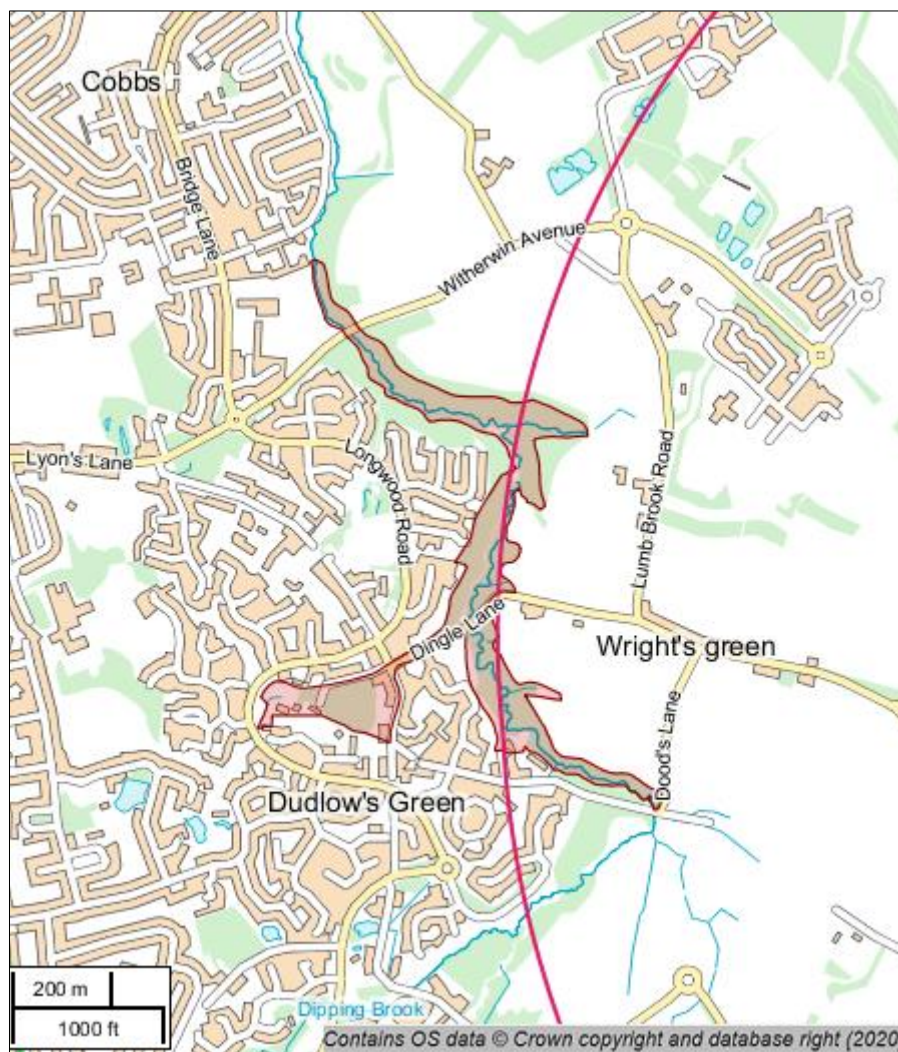 Cobbs
Bridge Lane
Witherwin Avenue
Lyon's Lane
Longwood Road
Lumb Brook Road
Dingle Lane
Wright's green
Dood's Lane
Dudlow's Green
200 m
1000 ft
Dipping Brook
Contains OS data © Crown copyright and database right (2020